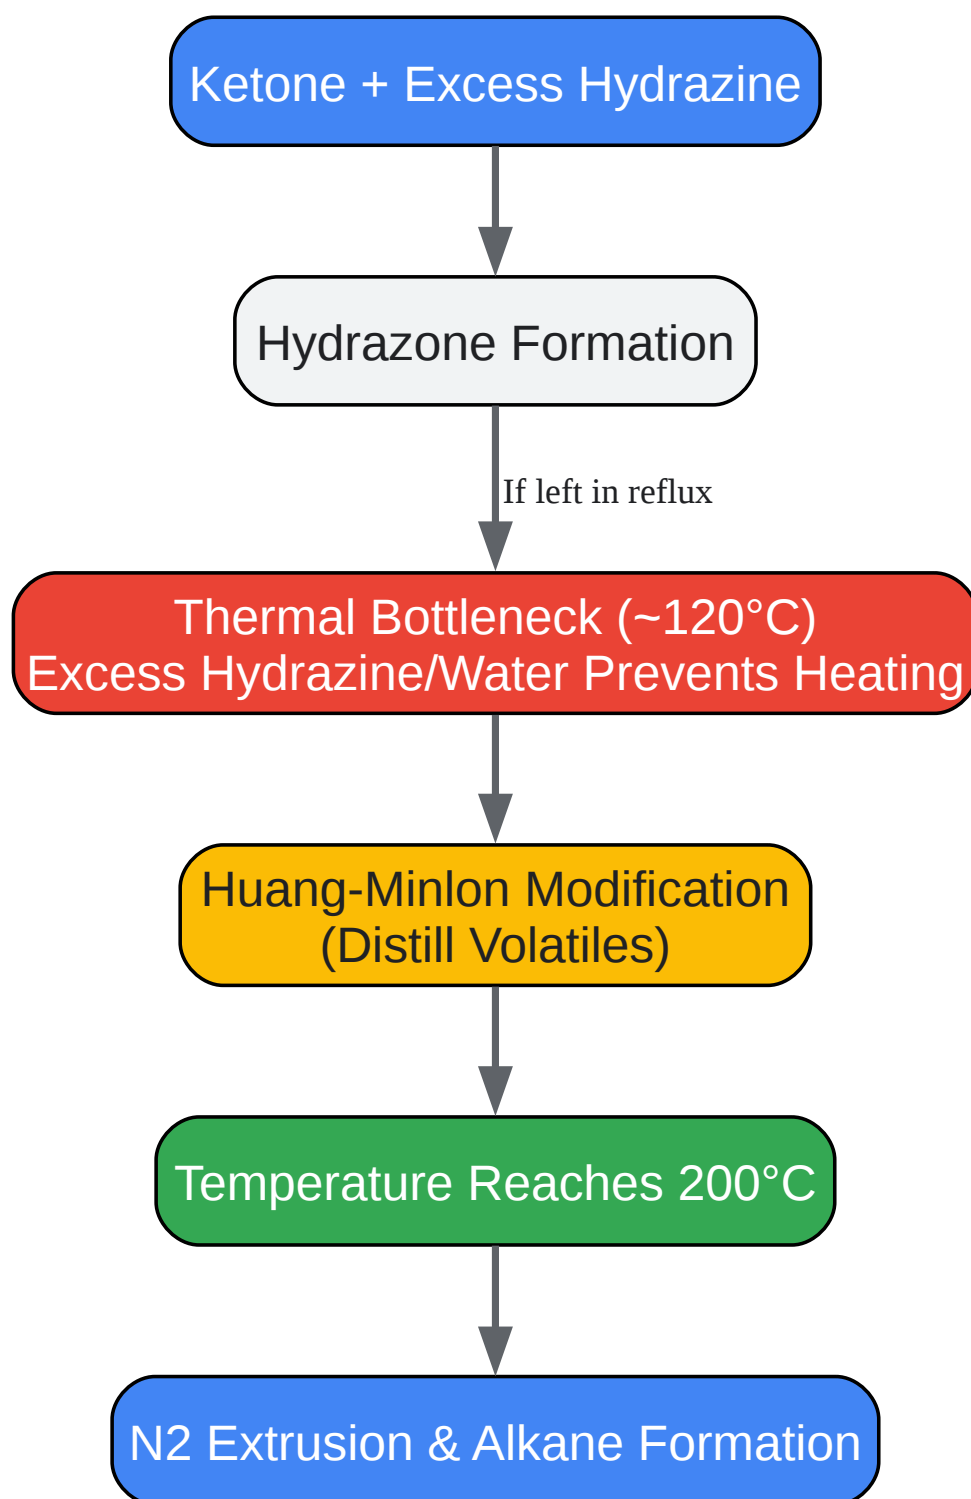 Ketone + Excess Hydrazine
Hydrazone Formation
If left in reflux
Thermal Bottleneck (~120°C)
Excess Hydrazine/Water Prevents Heating
Huang-Minlon Modification
(Distill Volatiles)
Temperature Reaches 200°C
N2 Extrusion & Alkane Formation